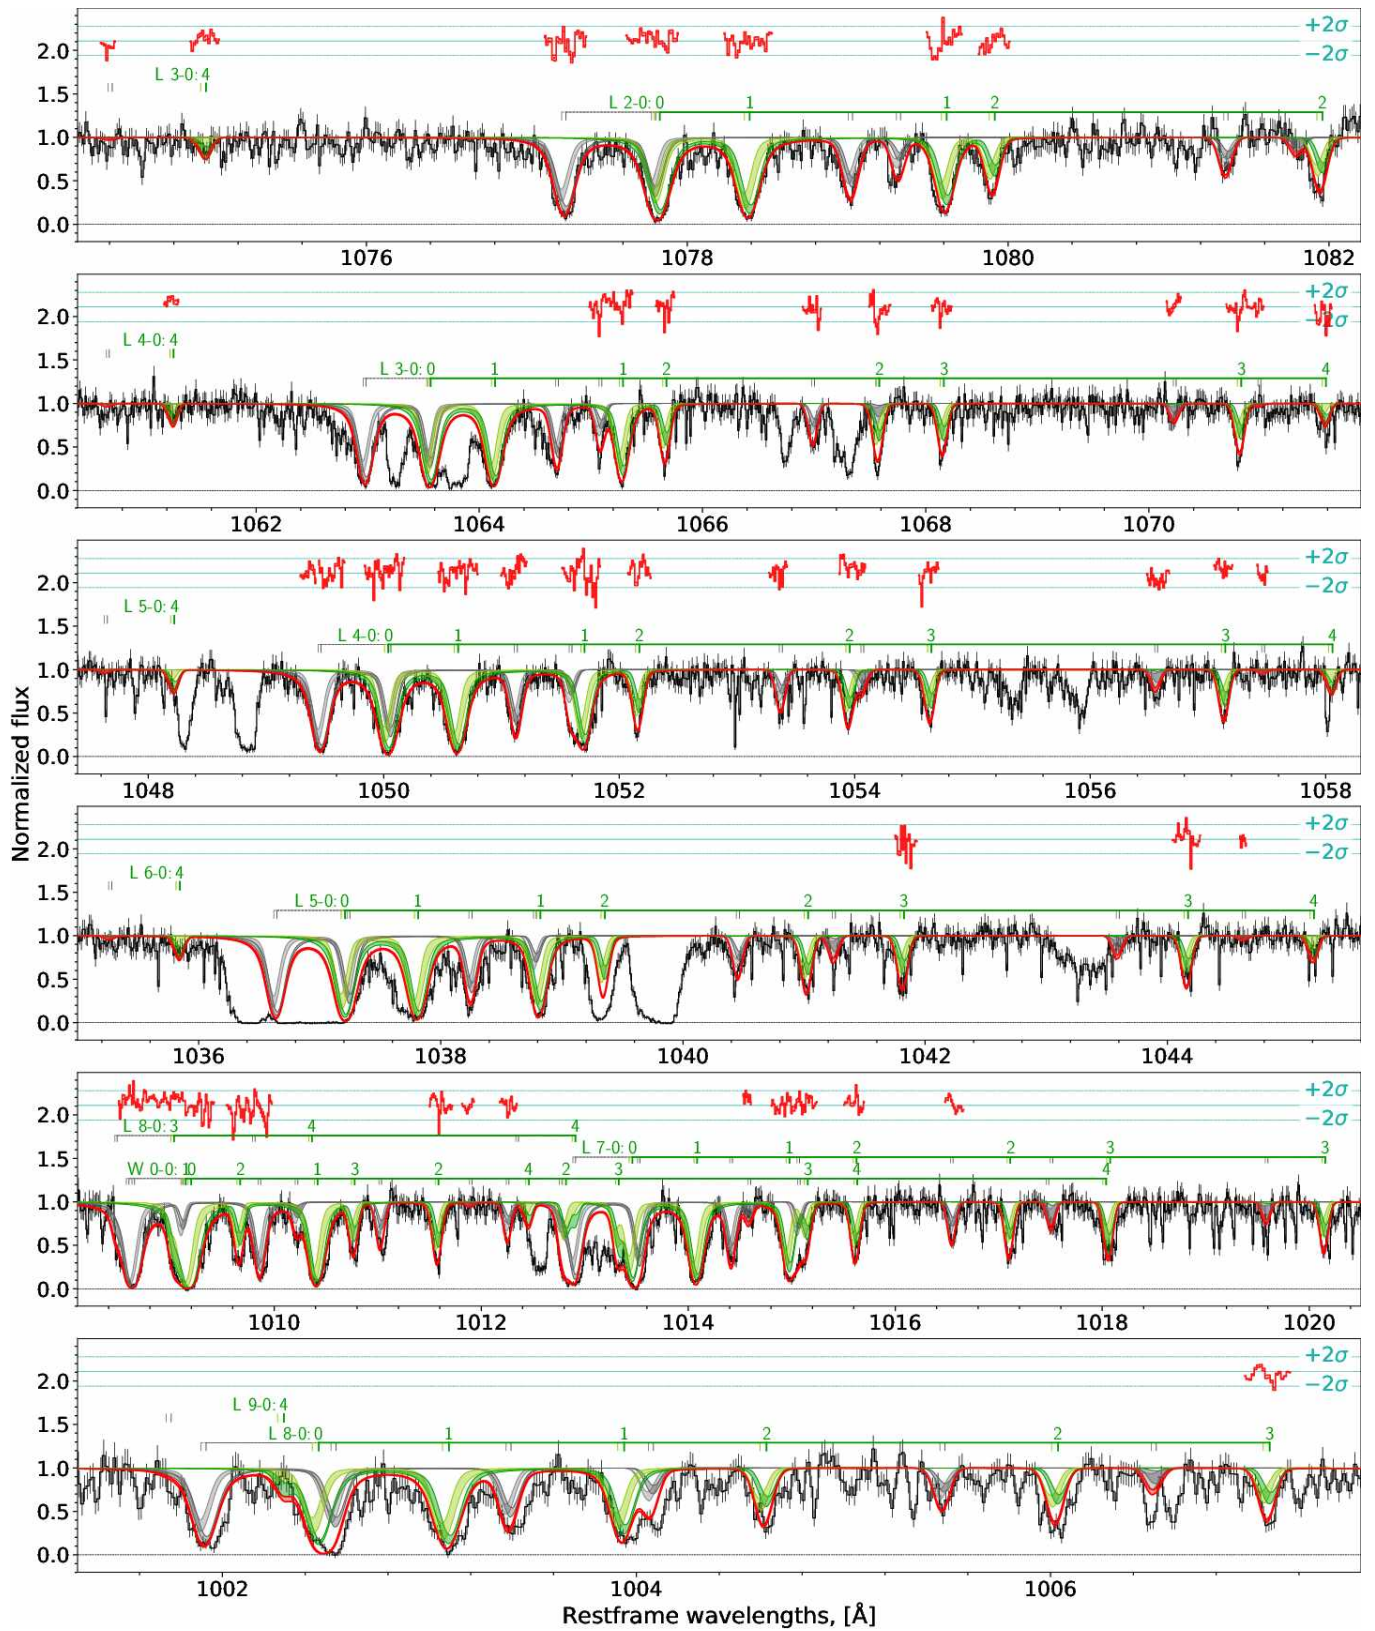 +2σ
2.0
−2σ
L 3-0: 4
1.5
L 2-0: 0 1 1 2 2
1.0
0.5
0.0
1076 1078 1080 1082
+2σ
2.0
−2σ
L 4-0: 4
1.5
L 3-0: 0 1 1 2 2 3 3 4
1.0
0.5
0.0
1062 1064 1066 1068 1070
+2σ
2.0
−2σ
L 5-0: 4
1.5
L 4-0: 0 1 1 2 2 3 3 4
1.0
0.5
0.0
1048 1050 1052 1054 1056 1058
Normalized flux
+2σ
2.0
−2σ
L 6-0: 4
1.5
L 5-0: 0 1 1 2 2 3 3 4
1.0
0.5
0.0
1036 1038 1040 1042 1044
+2σ
2.0
−2σ
L 8-0: 3 4 4
L 7-0: 0 1 1 2 2 3 3
1.5
W 0-0: 1 0 2 1 3 2 4 2 3 3 4 4
1.0
0.5
0.0
1010 1012 1014 1016 1018 1020
+2σ
2.0
−2σ
L 9-0: 4
1.5
L 8-0: 0 1 1 2 2 3
1.0
0.5
0.0
1002 1004 1006
Restframe wavelengths, [Å]